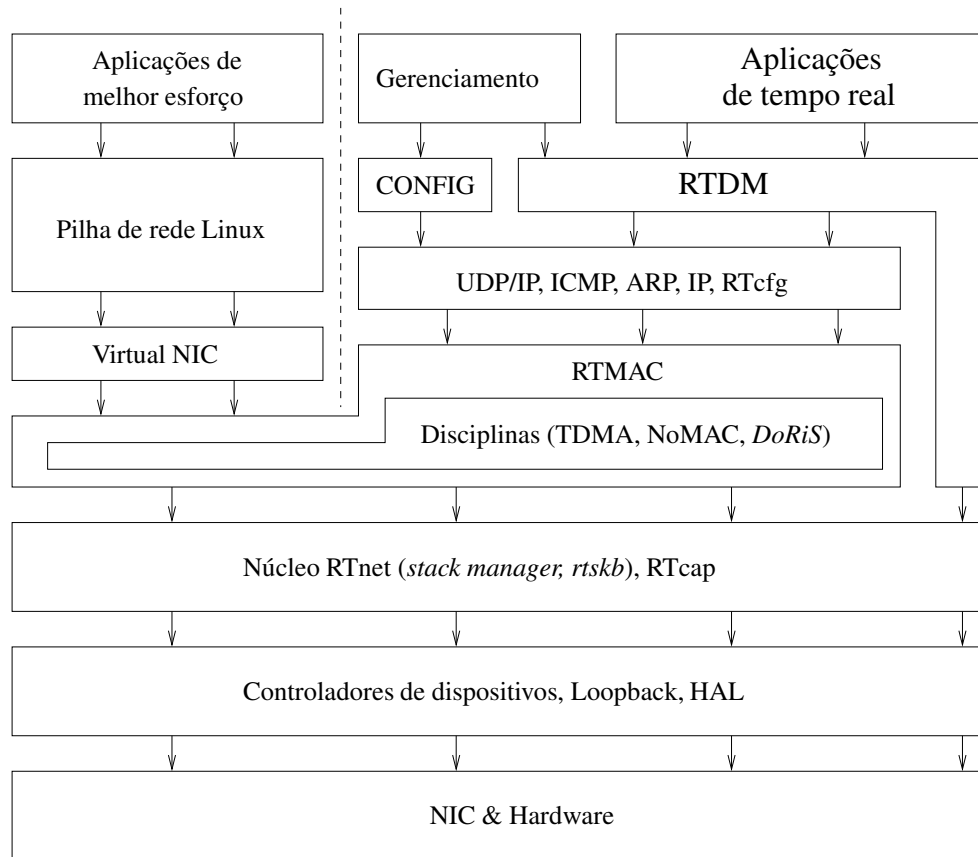 Aplicações de
melhor esforço
Gerenciamento
Aplicações
de tempo real
CONFIG
RTDM
Pilha de rede Linux
UDP/IP, ICMP, ARP, IP, RTcfg
Virtual NIC
RTMAC
Disciplinas (TDMA, NoMAC, DoRiS)
Núcleo RTnet (stack manager, rtskb), RTcap
Controladores de dispositivos, Loopback, HAL
NIC & Hardware